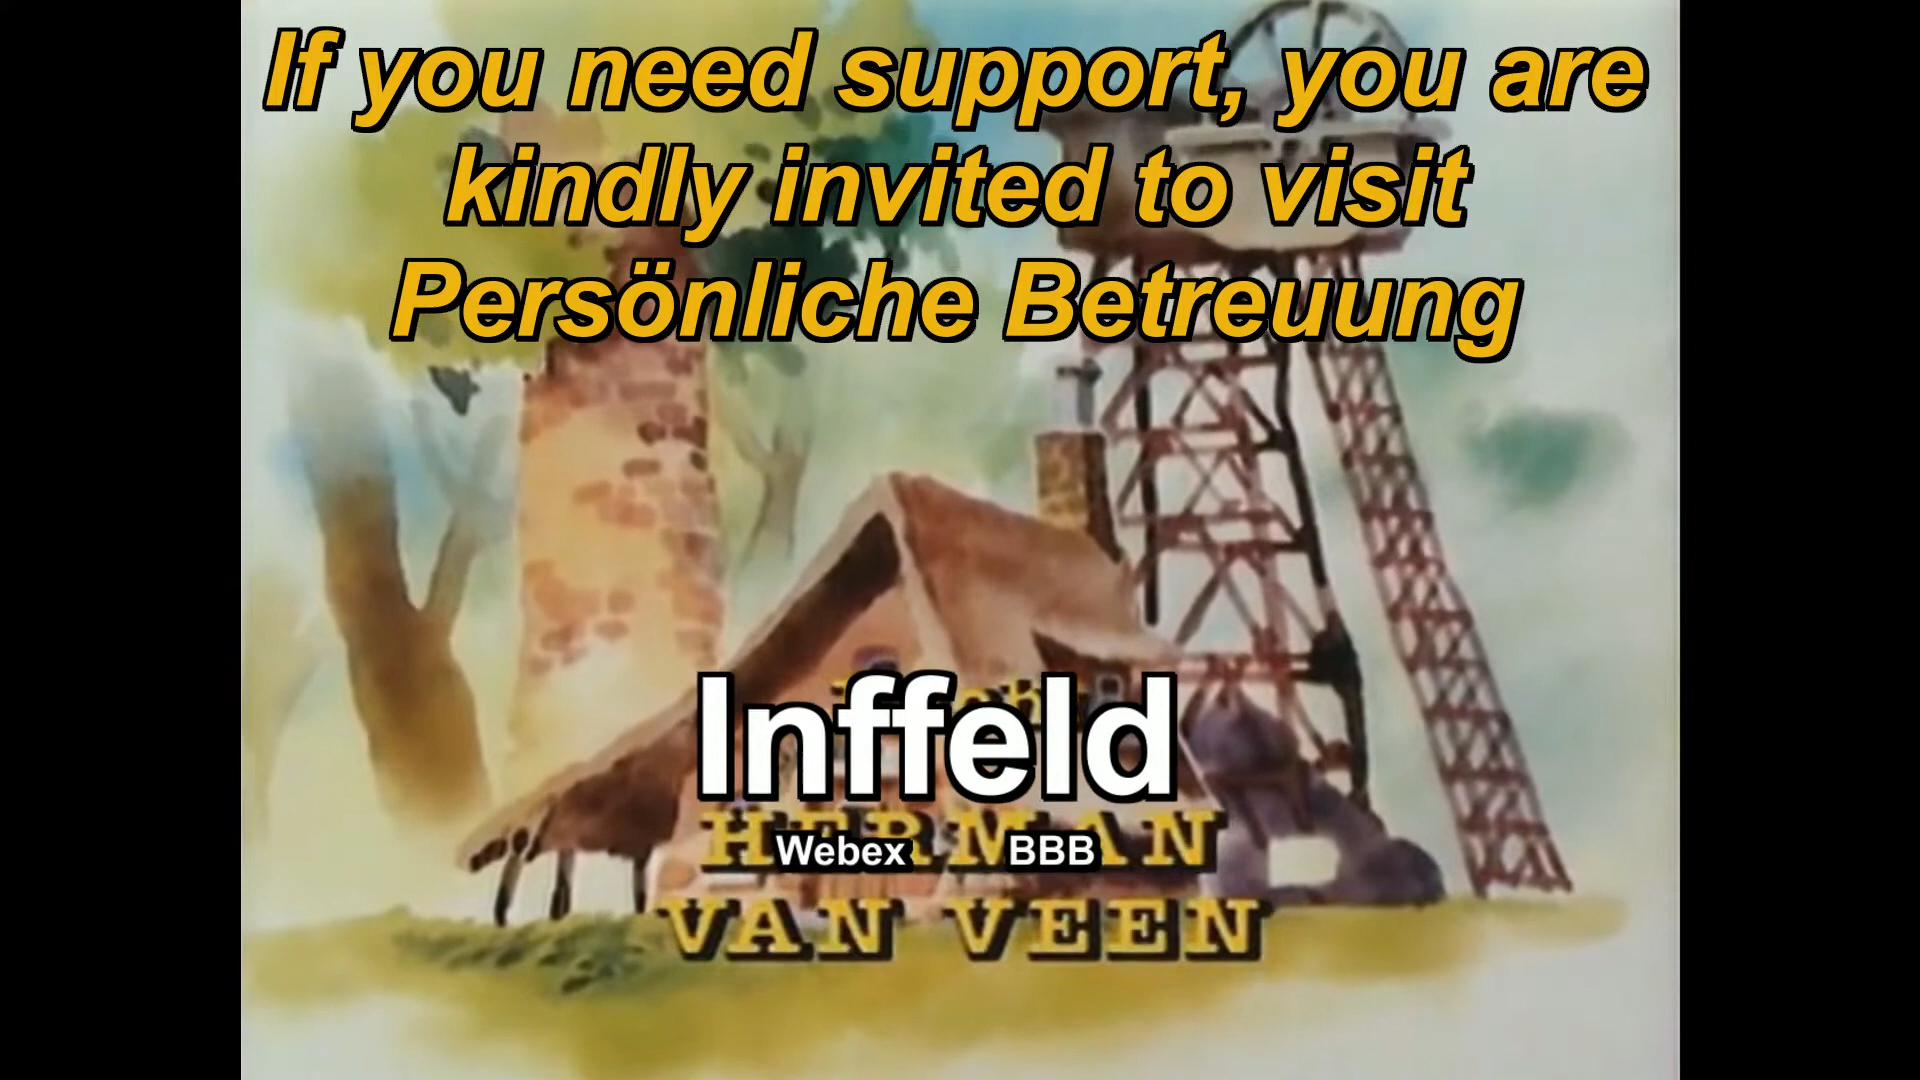 If you need support, you are
kindly invited to visit
Persönliche Betreuung
Inffeld
HERMAN
Webex BBB
VAN VEEN